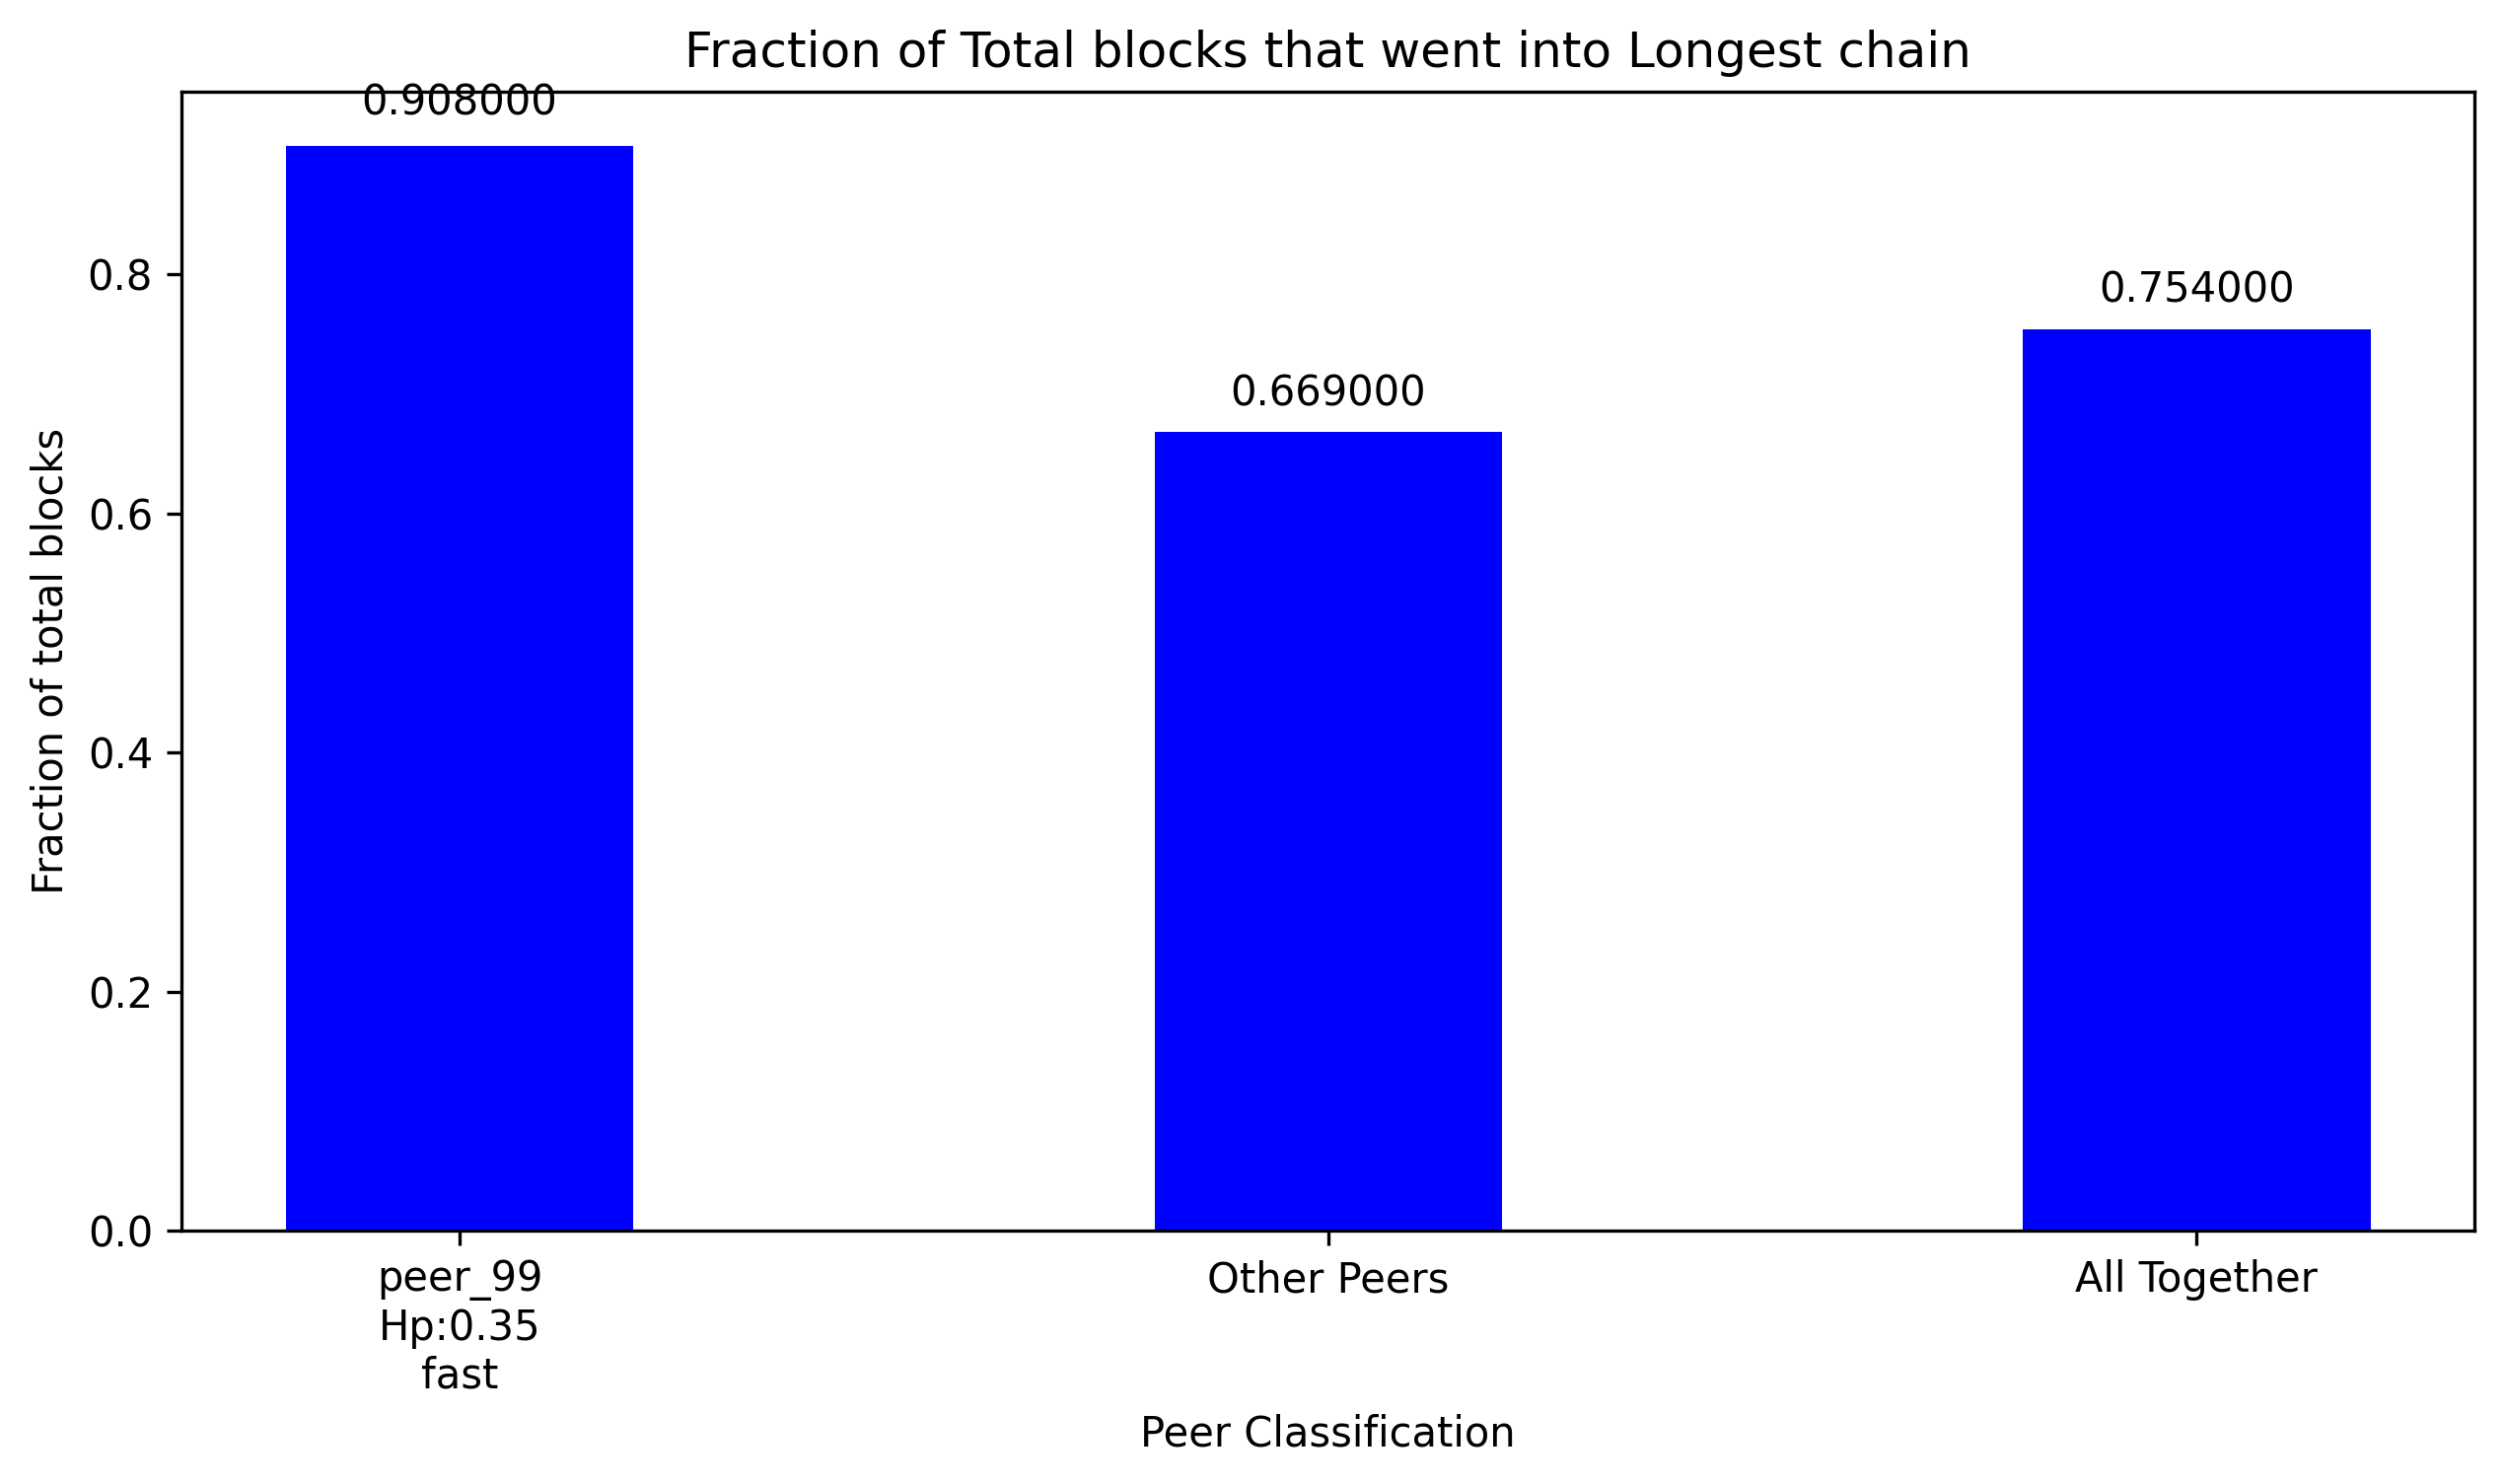 Fraction of Total blocks that went into Longest chain
0.908000
0.754000
0.669000
Fraction of total blocks
0.8
0.6
0.4
0.2
0.0
peer_99
Hp:0.35
fast
Other Peers
All Together
Peer Classification